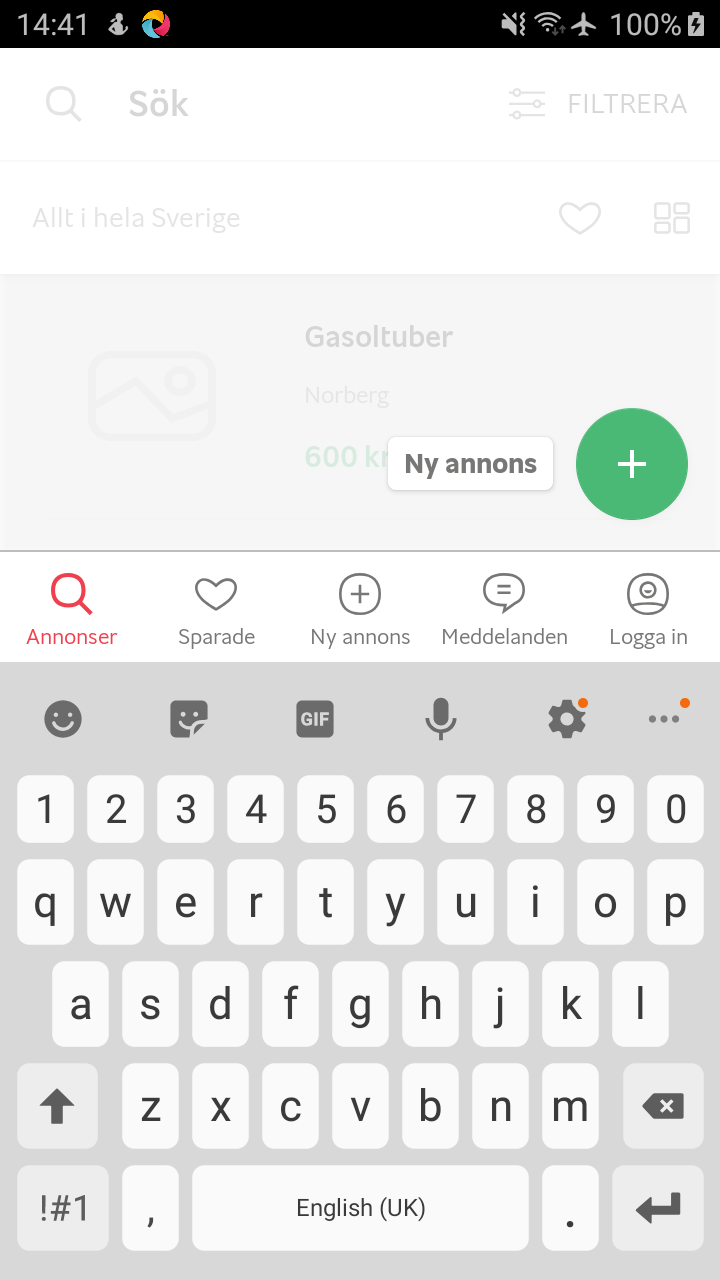 14:41 100%
Sök FILTRERA
Allt i hela Sverige
Gasoltuber
Norberg
600 kr
Ny annons
Annonser Sparade Ny annons Meddelanden Logga in
GIF
1 2 3 4 5 6 7 8 9 0
q w e r t y u i o p
a s d f g h j k l
z x c v b n m
!#1 , English (UK) .